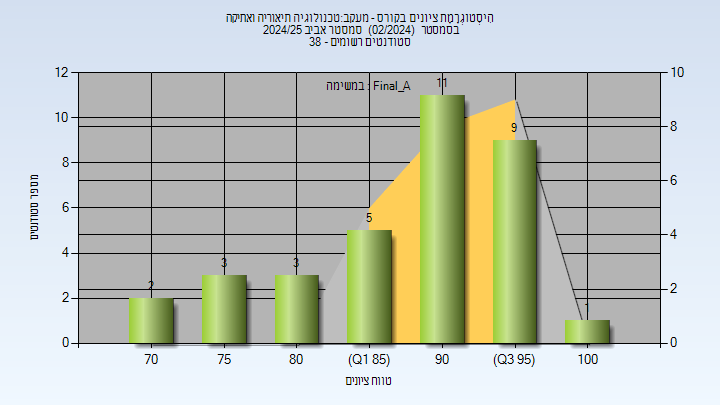 הִיסְטוֹגְרָמַת ציונים בקורס - מעקב:טכנולוגיה תיאוריה ואתיקה
בסמסטר (02/2024) סמסטר אביב 2024/25
סטודנטים רשומים - 38
במשימה : Final_A
12 10 8 6 4 2 0
מספר סטודנטים
2 3 3 5 11 9 1
10 8 6 4 2 0
70 75 80 (Q1 85) 90 (Q3 95) 100
טווח ציונים